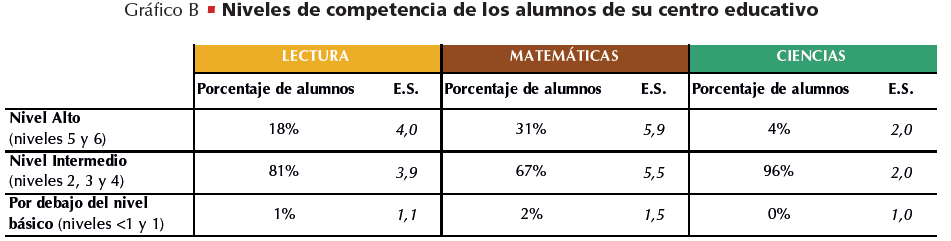 Gráfico B ▪ Niveles de competencia de los alumnos de su centro educativo
LECTURA MATEMÁTICAS CIENCIAS
Porcentaje de alumnos E.S. Porcentaje de alumnos E.S. Porcentaje de alumnos E.S.
Nivel Alto
(niveles 5 y 6) 18% 4,0 31% 5,9 4% 2,0
Nivel Intermedio
(niveles 2, 3 y 4) 81% 3,9 67% 5,5 96% 2,0
Por debajo del nivel
básico (niveles <1 y 1) 1% 1,1 2% 1,5 0% 1,0